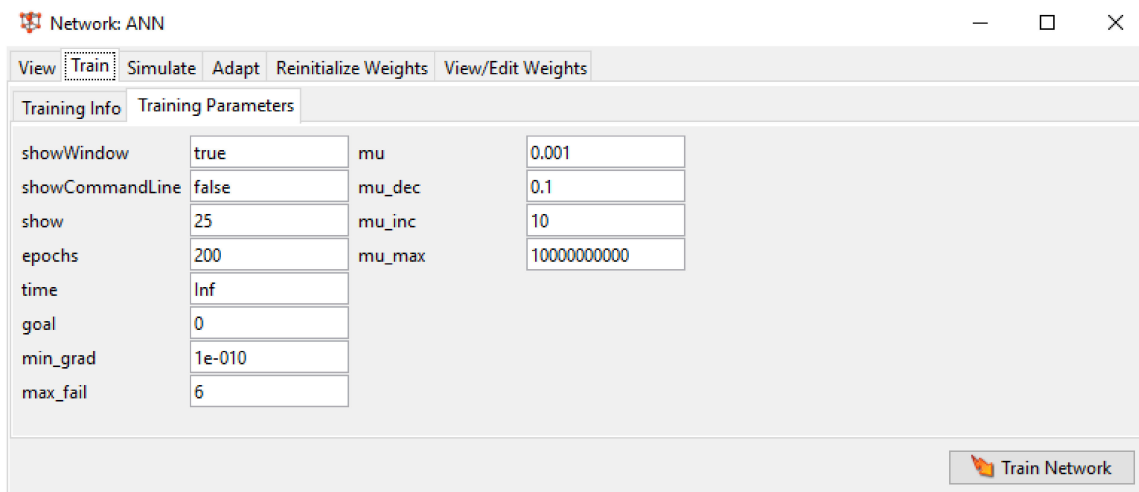 Network: ANN
View Train Simulate Adapt Reinitialize Weights View/Edit Weights
Training Info Training Parameters
showWindow true mu 0.001
showCommandLine false mu_dec 0.1
show 25 mu_inc 10
epochs 200 mu_max 10000000000
time Inf
goal 0
min_grad 1e-010
max_fail 6
Train Network